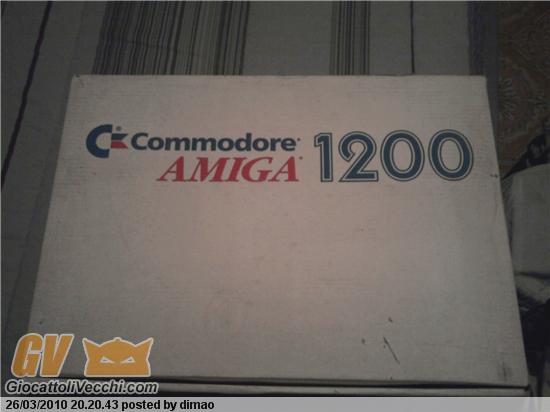 Commodore
AMIGA 1200
GV
GiocattoliVecchi.com
26/03/2010 20.20.43 posted by dimao